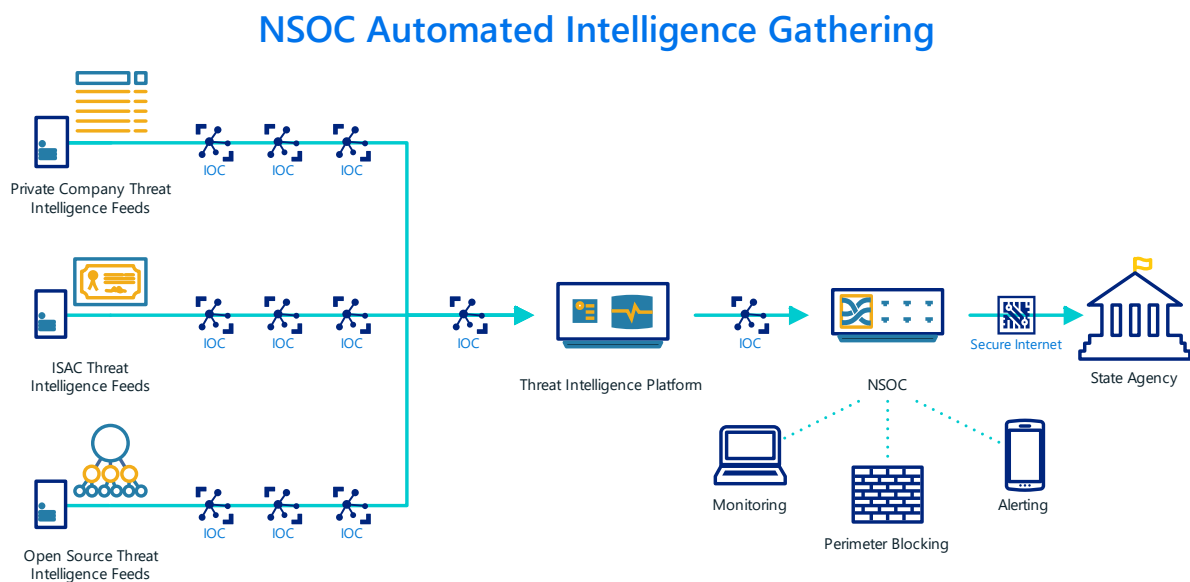 NSOC Automated Intelligence Gathering
IOC
IOC
IOC
Private Company Threat
Intelligence Feeds
IOC
IOC
IOC
IOC
IOC
Secure Internet
ISAC Threat
Intelligence Feeds
Threat Intelligence Platform
NSOC
State Agency
Monitoring
Perimeter Blocking
Alerting
IOC
IOC
IOC
Open Source Threat
Intelligence Feeds